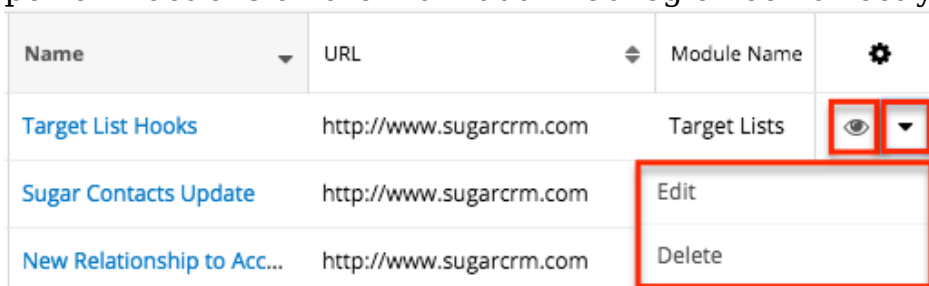 Name URL Module Name
Target List Hooks http://www.sugarcrm.com Target Lists
Sugar Contacts Update http://www.sugarcrm.com Edit
New Relationship to Acc... http://www.sugarcrm.com Delete